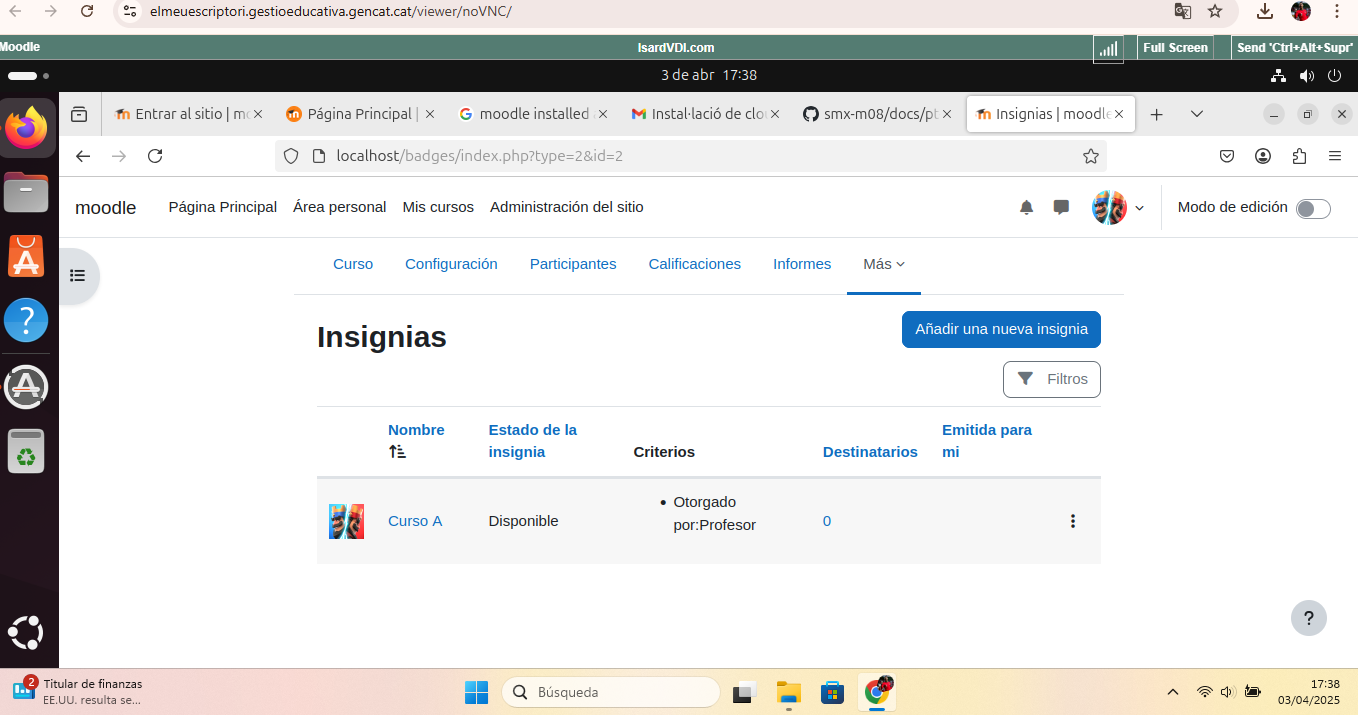 elmeuescriptori.gestioeducativa.gencat.cat/viewer/noVNC/
Moodle
IsardVDI.com
Full Screen
Send 'Ctrl+Alt+Supr'
3 de abr 17:38
Entrar al sitio | mo
Página Principal |
moodle installed
Instal·lació de clo
smx-m08/docs/pt
Insignias | moodle
localhost/badges/index.php?type=2&id=2
moodle
Página Principal
Área personal
Mis cursos
Administración del sitio
Modo de edición
Curso
Configuración
Participantes
Calificaciones
Informes
Más
Insignias
Añadir una nueva insignia
Filtros
Nombre
Estado de la
insignia
Criterios
Destinatarios
Emitida para
mi
Curso A
Disponible
Otorgado
por:Profesor
0
?
2
Titular de finanzas
EE.UU. resulta se...
Búsqueda
17:38
03/04/2025